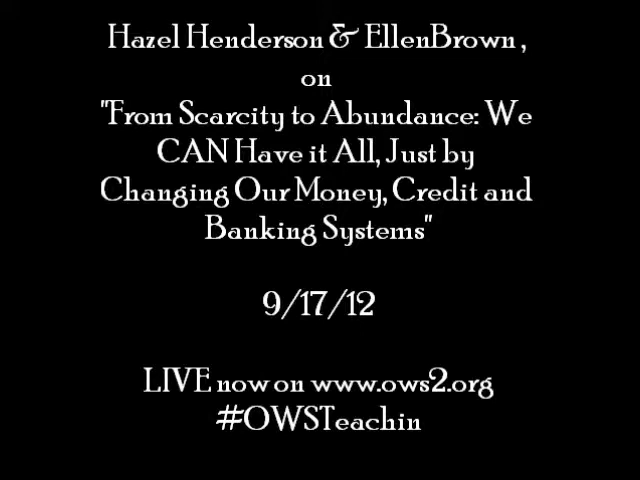 Hazel Henderson & EllenBrown ,
on
"From Scarcity to Abundance: We
CAN Have it All, Just by
Changing Our Money, Credit and
Banking Systems"
9/17/12
LIVE now on www.ows2.org
#OWSTeachin